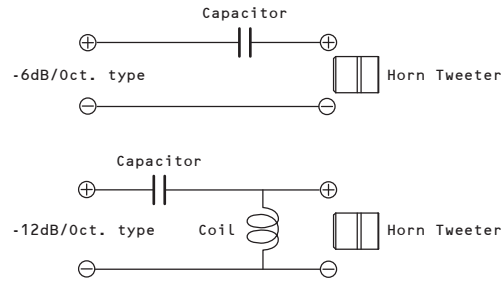 Capacitor
-6dB/Oct. type
Horn Tweeter
Capacitor
-12dB/Oct. type
Coil
Horn Tweeter